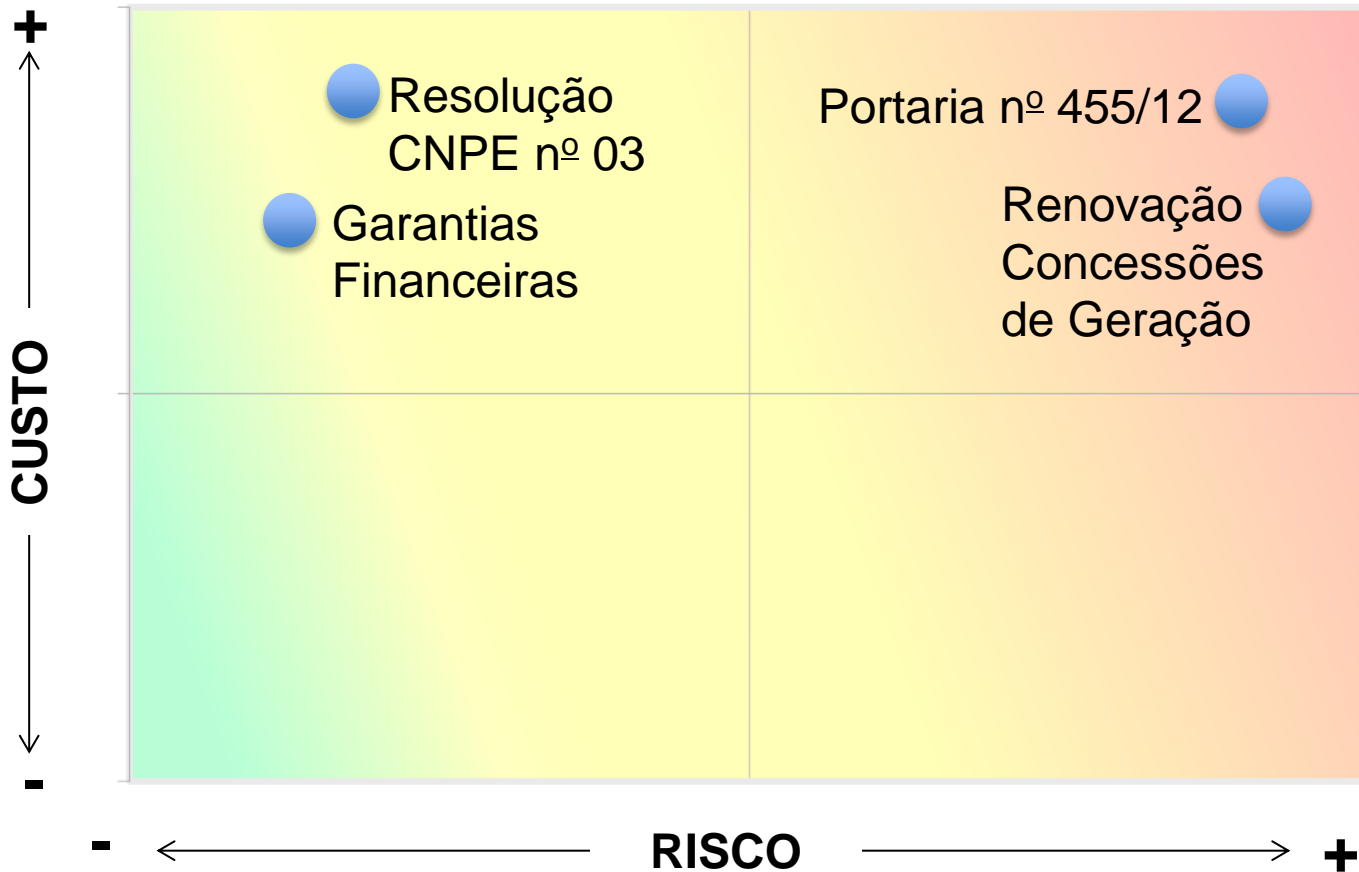 +
Resolução
CNPE nº 03
Portaria nº 455/12
Garantias
Financeiras
Renovação
Concessões
de Geração
CUSTO
-
-
RISCO
+